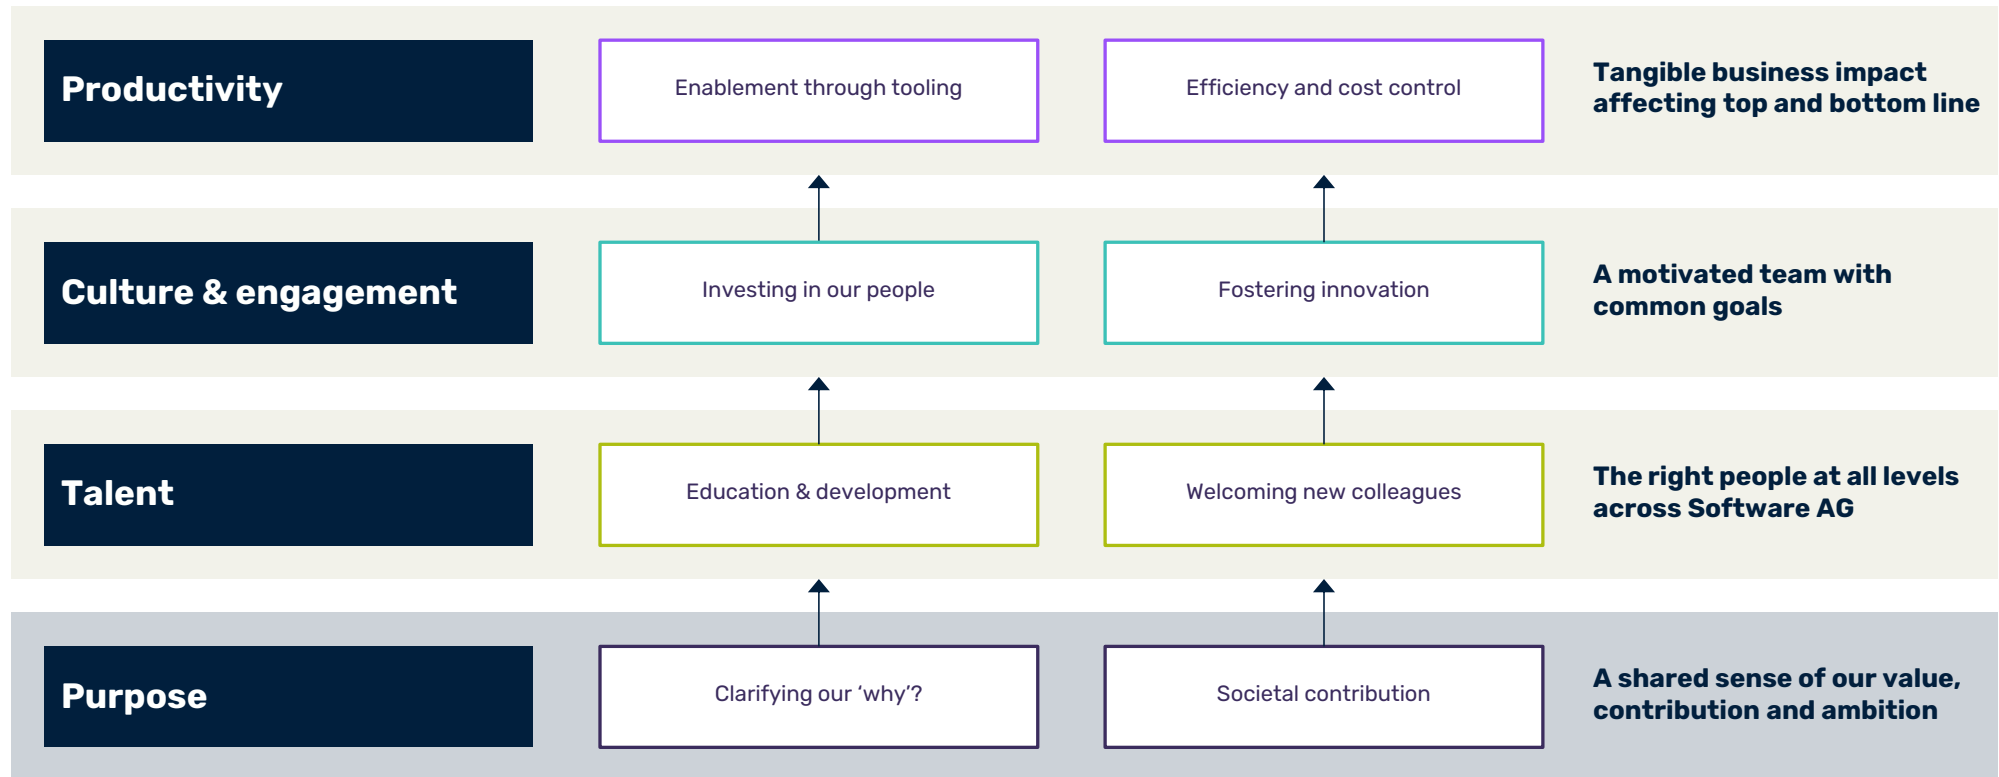 Productivity
Enablement through tooling
Efficiency and cost control
Tangible business impact
affecting top and bottom line
Culture & engagement
Investing in our people
Fostering innovation
A motivated team with
common goals
Talent
Education & development
Welcoming new colleagues
The right people at all levels
across Software AG
Purpose
Clarifying our ‘why’?
Societal contribution
A shared sense of our value,
contribution and ambition